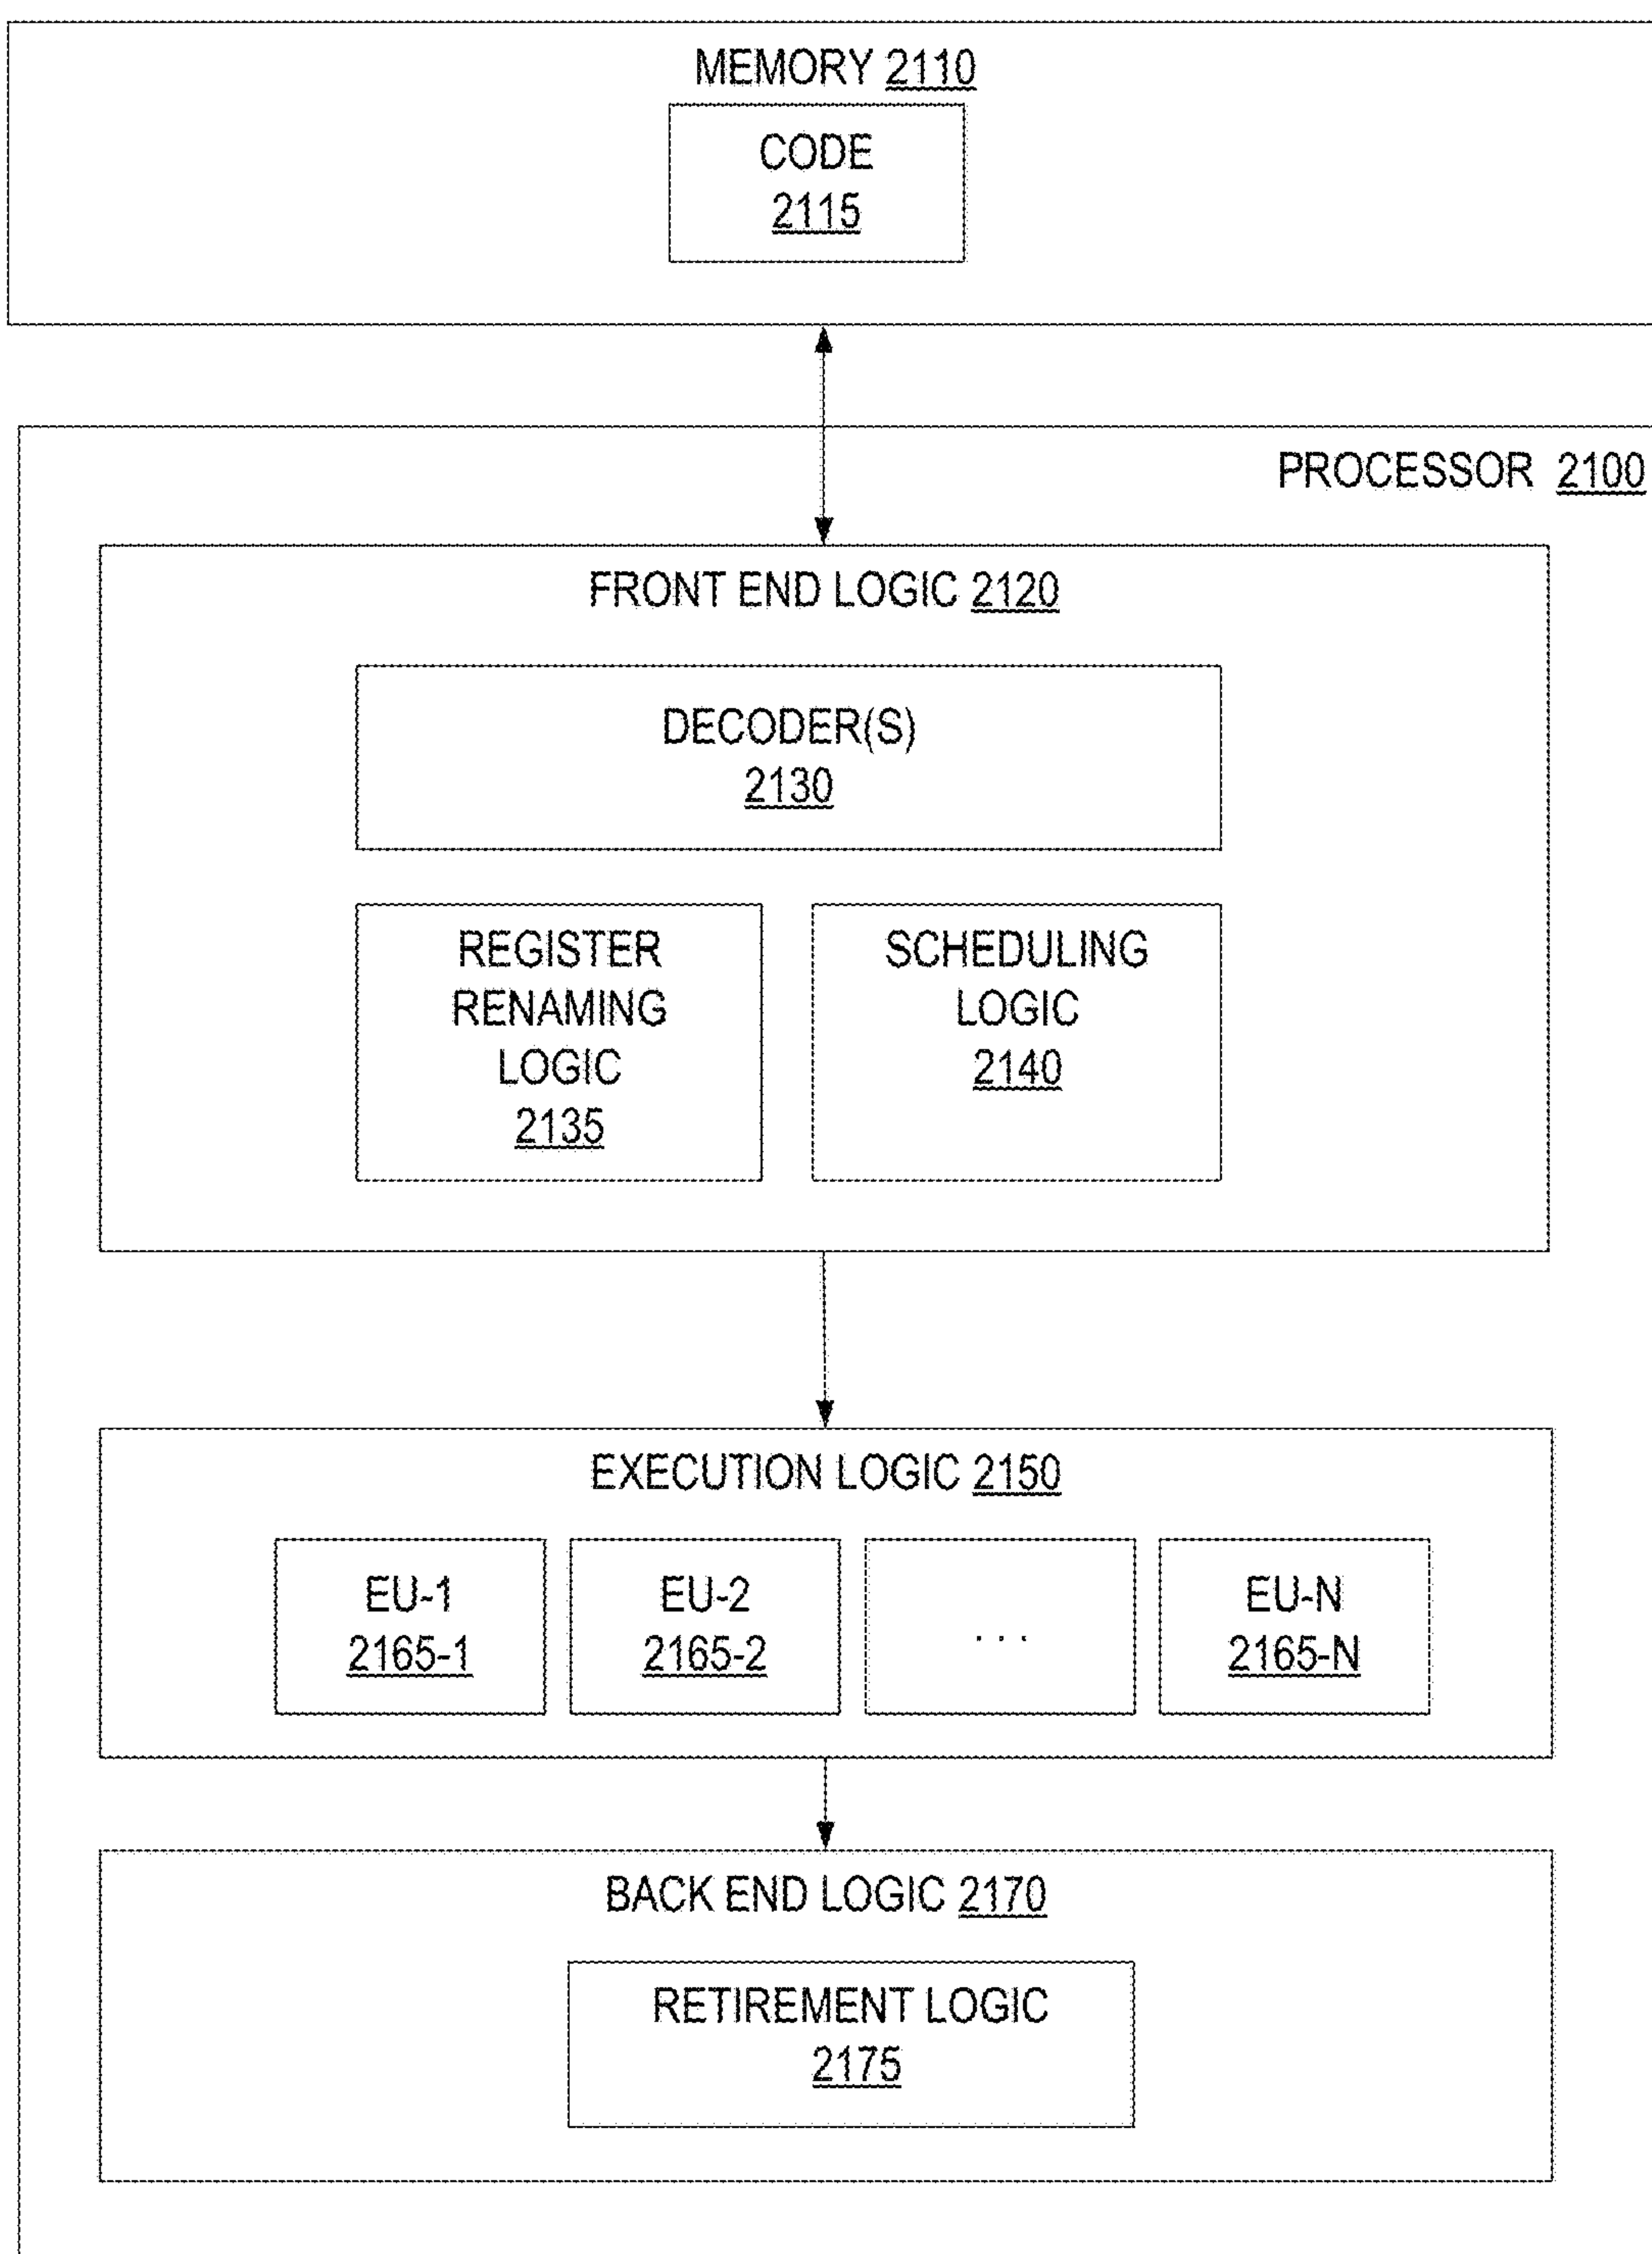 MEMORY 2110
CODE
2115
PROCESSOR 2100
FRONT END LOGIC 2120
DECODER(S)
2130
REGISTER
RENAMING
LOGIC
2135
SCHEDULING
LOGIC
2140
EXECUTION LOGIC 2150
EU-1
2165-1
EU-2
2165-2
. . .
EU-N
2165-N
BACK END LOGIC 2170
RETIREMENT LOGIC
2175